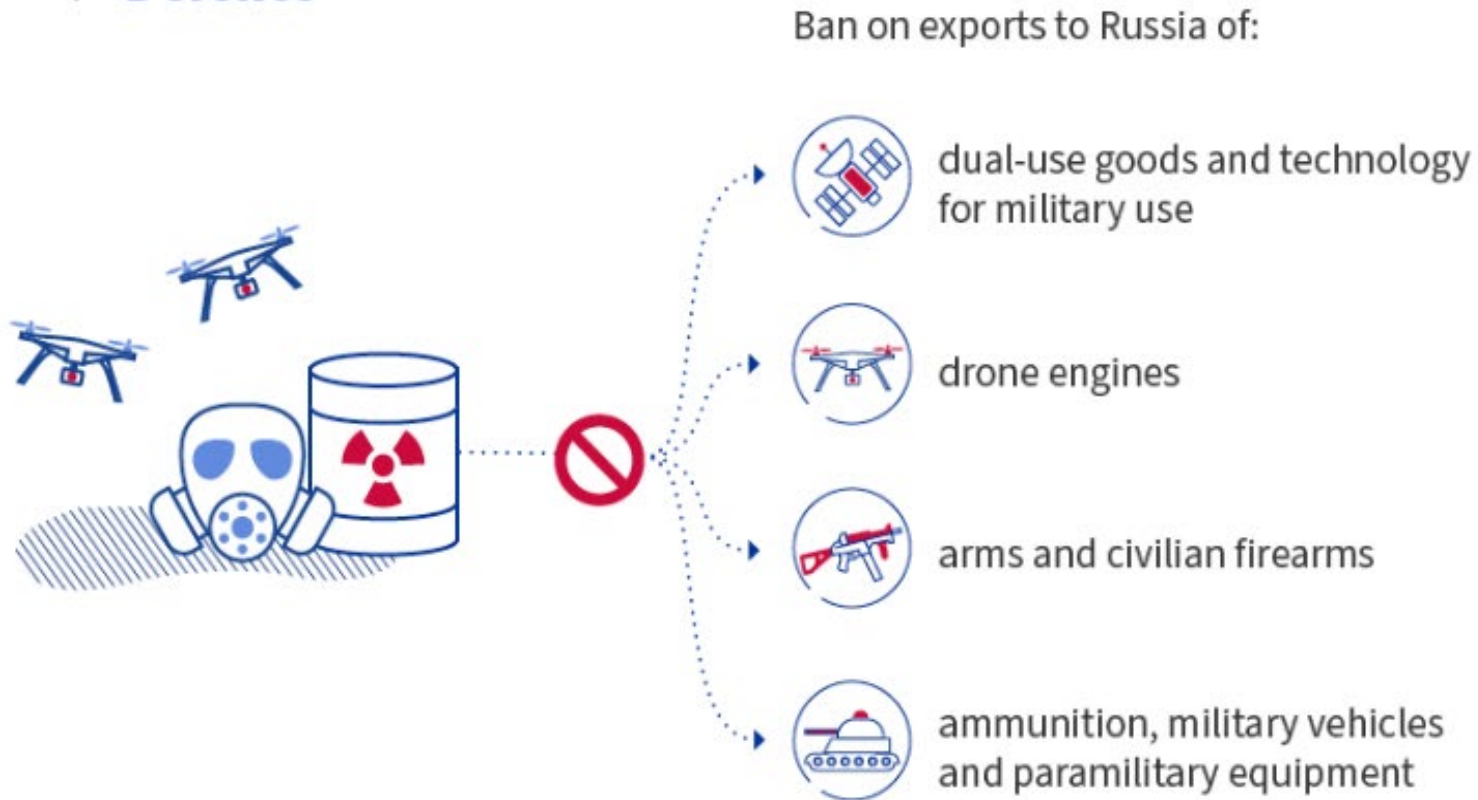 Ban on exports to Russia of:
dual-use goods and technology
for military use
drone engines
arms and civilian firearms
ammunition, military vehicles
and paramilitary equipment